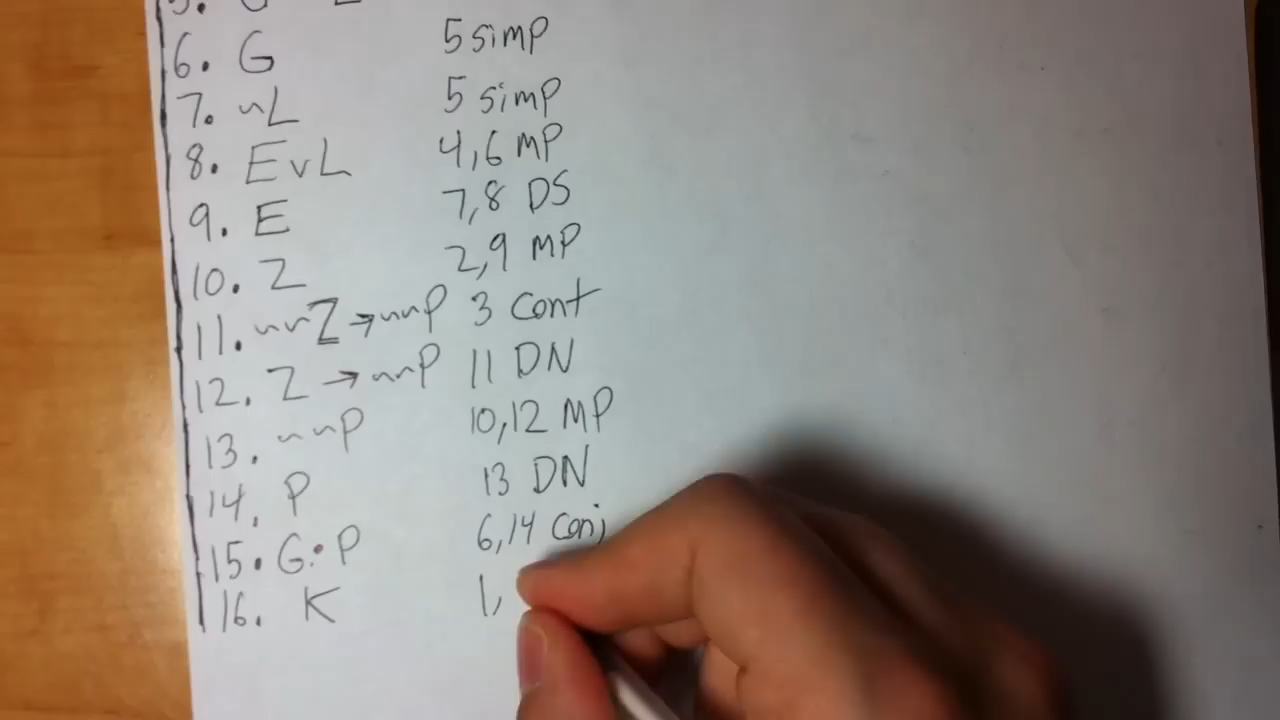 6. G 5 simp
7. ~L 5 simp
8. EvL 4,6 MP
9. E 7,8 DS
10. Z 2,9 MP
11. ~~Z→~~P 3 Cont
12. Z →~~P 11 DN
13. ~~P 10,12 MP
14. P 13 DN
15. G•P 6,14 Conj
16. K 1,